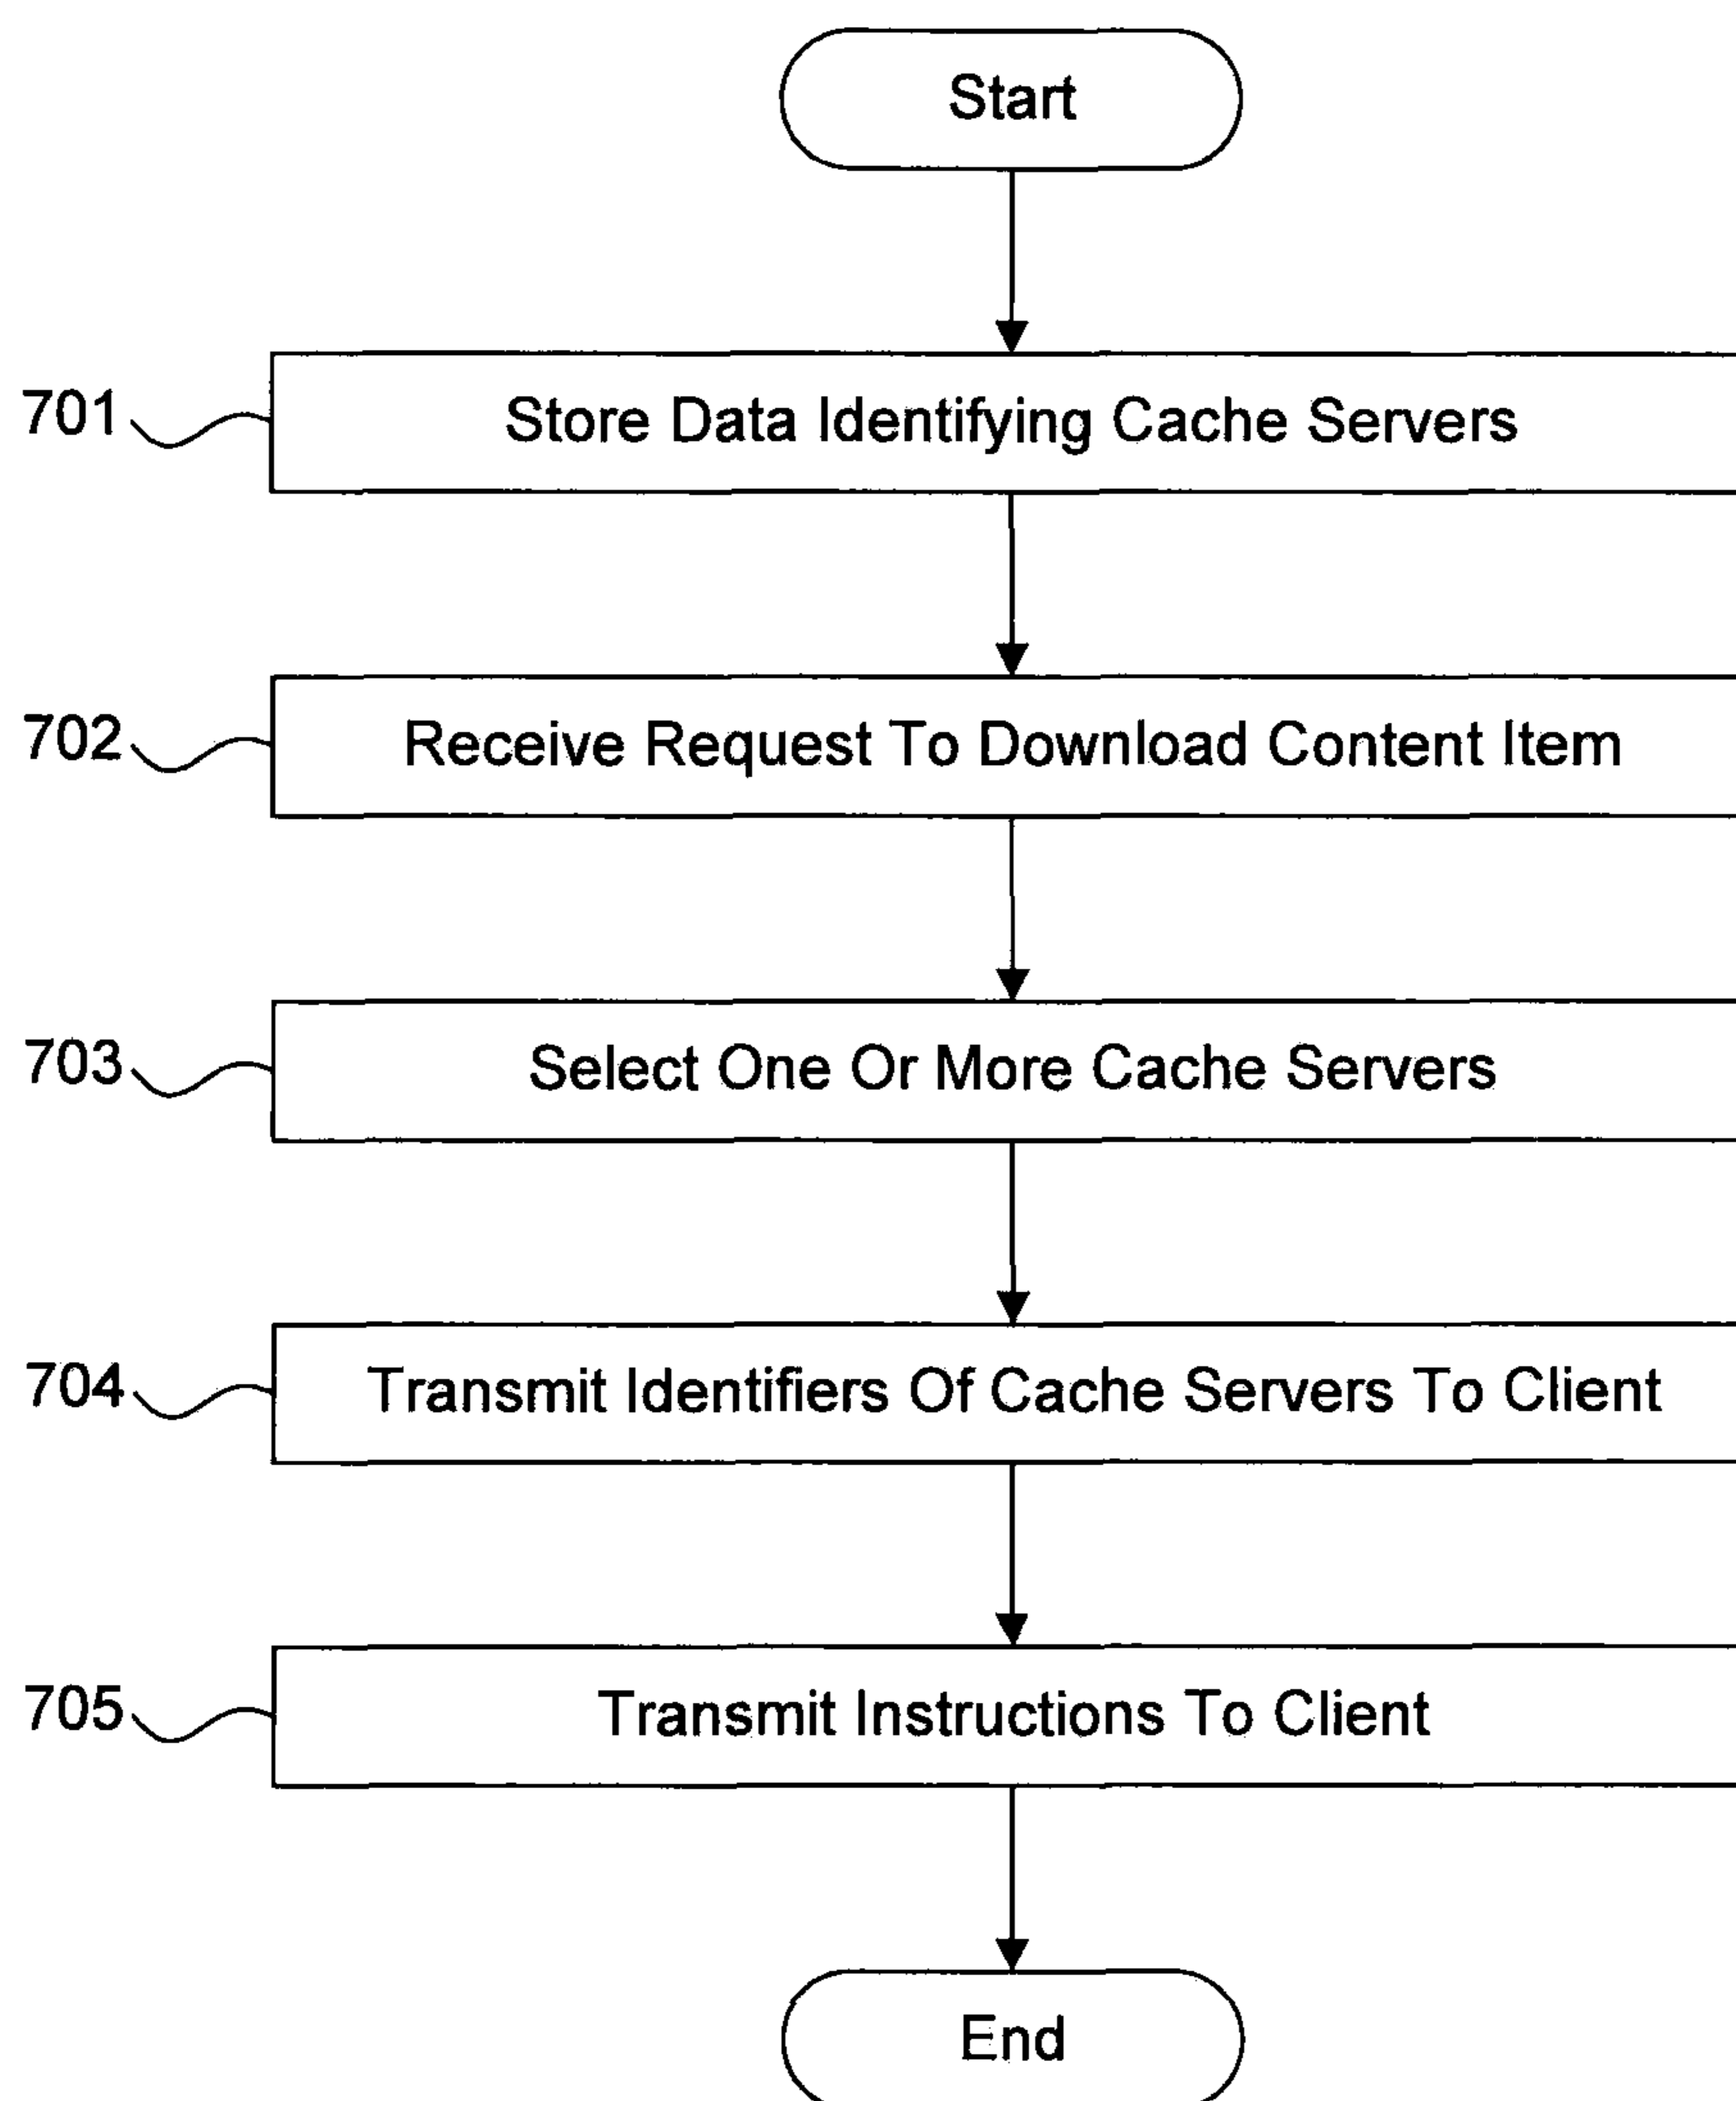 Start
701
Store Data Identifying Cache Servers
702
Receive Request To Download Content Item
703
Select One Or More Cache Servers
704
Transmit Identifiers Of Cache Servers To Client
705
Transmit Instructions To Client
End